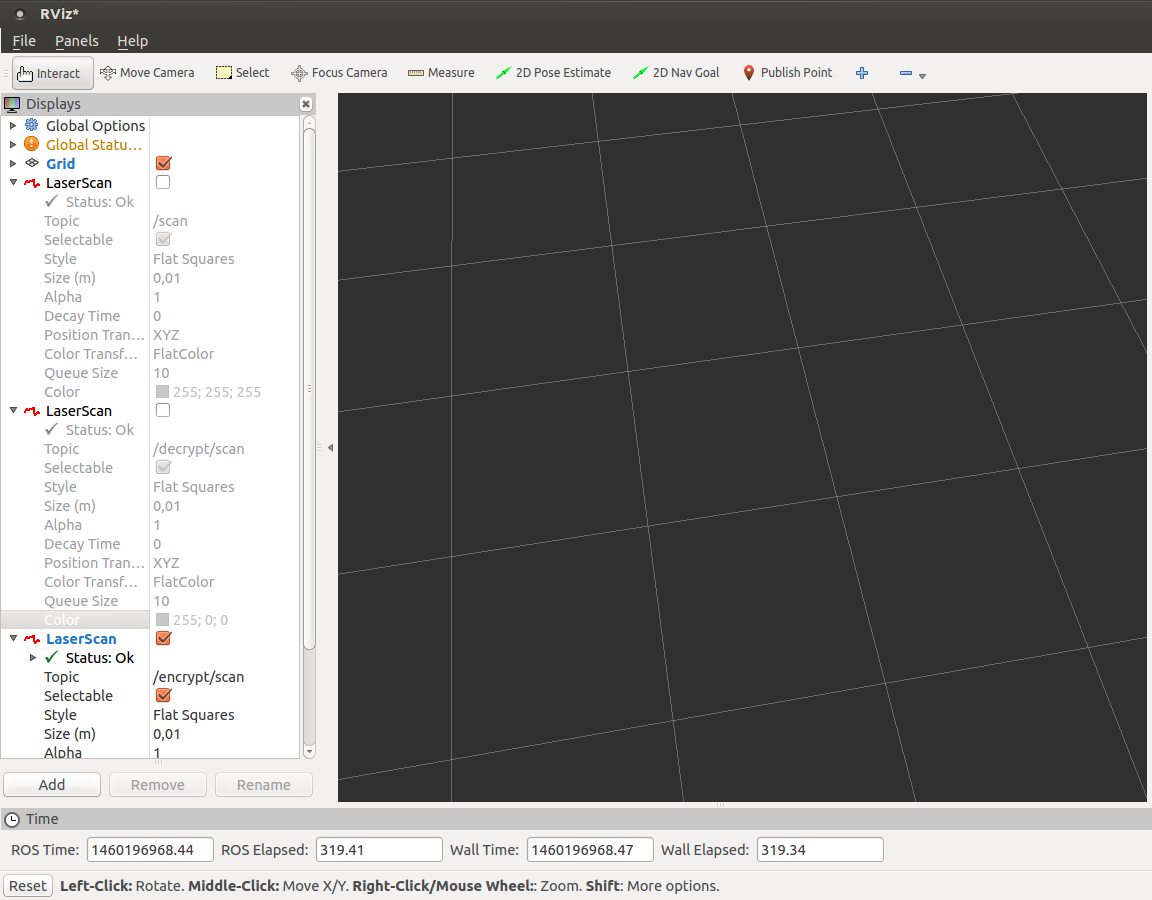 RViz*
File Panels Help
Interact Move Camera Select Focus Camera Measure 2D Pose Estimate 2D Nav Goal Publish Point
Displays
Global Options
Global Statu...
Grid
LaserScan
Status: Ok
Topic /scan
Selectable
Style Flat Squares
Size (m) 0,01
Alpha 1
Decay Time 0
Position Tran... XYZ
Color Transf... FlatColor
Queue Size 10
Color 255; 255; 255
LaserScan
Status: Ok
Topic /decrypt/scan
Selectable
Style Flat Squares
Size (m) 0,01
Alpha 1
Decay Time 0
Position Tran... XYZ
Color Transf... FlatColor
Queue Size 10
Color 255; 0; 0
LaserScan
Status: Ok
Topic /encrypt/scan
Selectable
Style Flat Squares
Size (m) 0,01
Alpha 1
Add Remove Rename
Time
ROS Time: 1460196968.44 ROS Elapsed: 319.41 Wall Time: 1460196968.47 Wall Elapsed: 319.34
Reset Left-Click: Rotate. Middle-Click: Move X/Y. Right-Click/Mouse Wheel:: Zoom. Shift: More options.